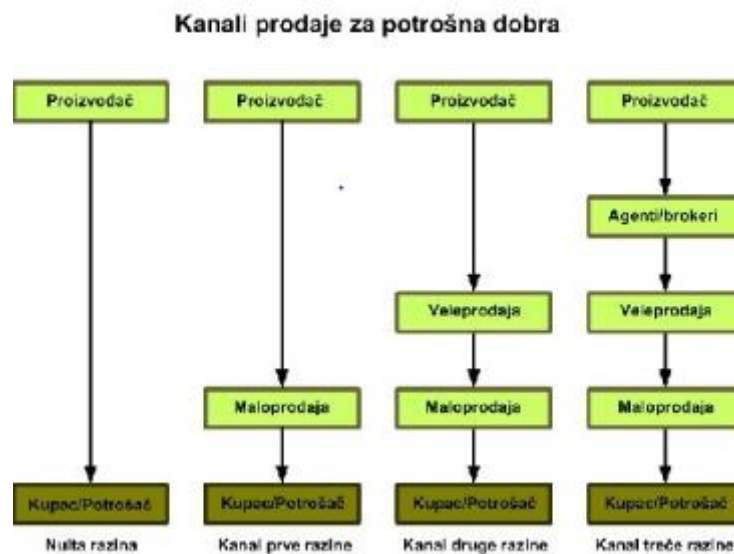 Kanali prodaje za potrošna dobra
Proizvođač
Proizvođač
Proizvođač
Proizvođač
Agenti/brokeri
Veleprodaja
Veleprodaja
Maloprodaja
Maloprodaja
Maloprodaja
Kupac/Potrošač
Kupac/Potrošač
Kupac/Potrošač
Kupac/Potrošač
Nulta razina
Kanal prve razine
Kanal druge razine
Kanal treće razine